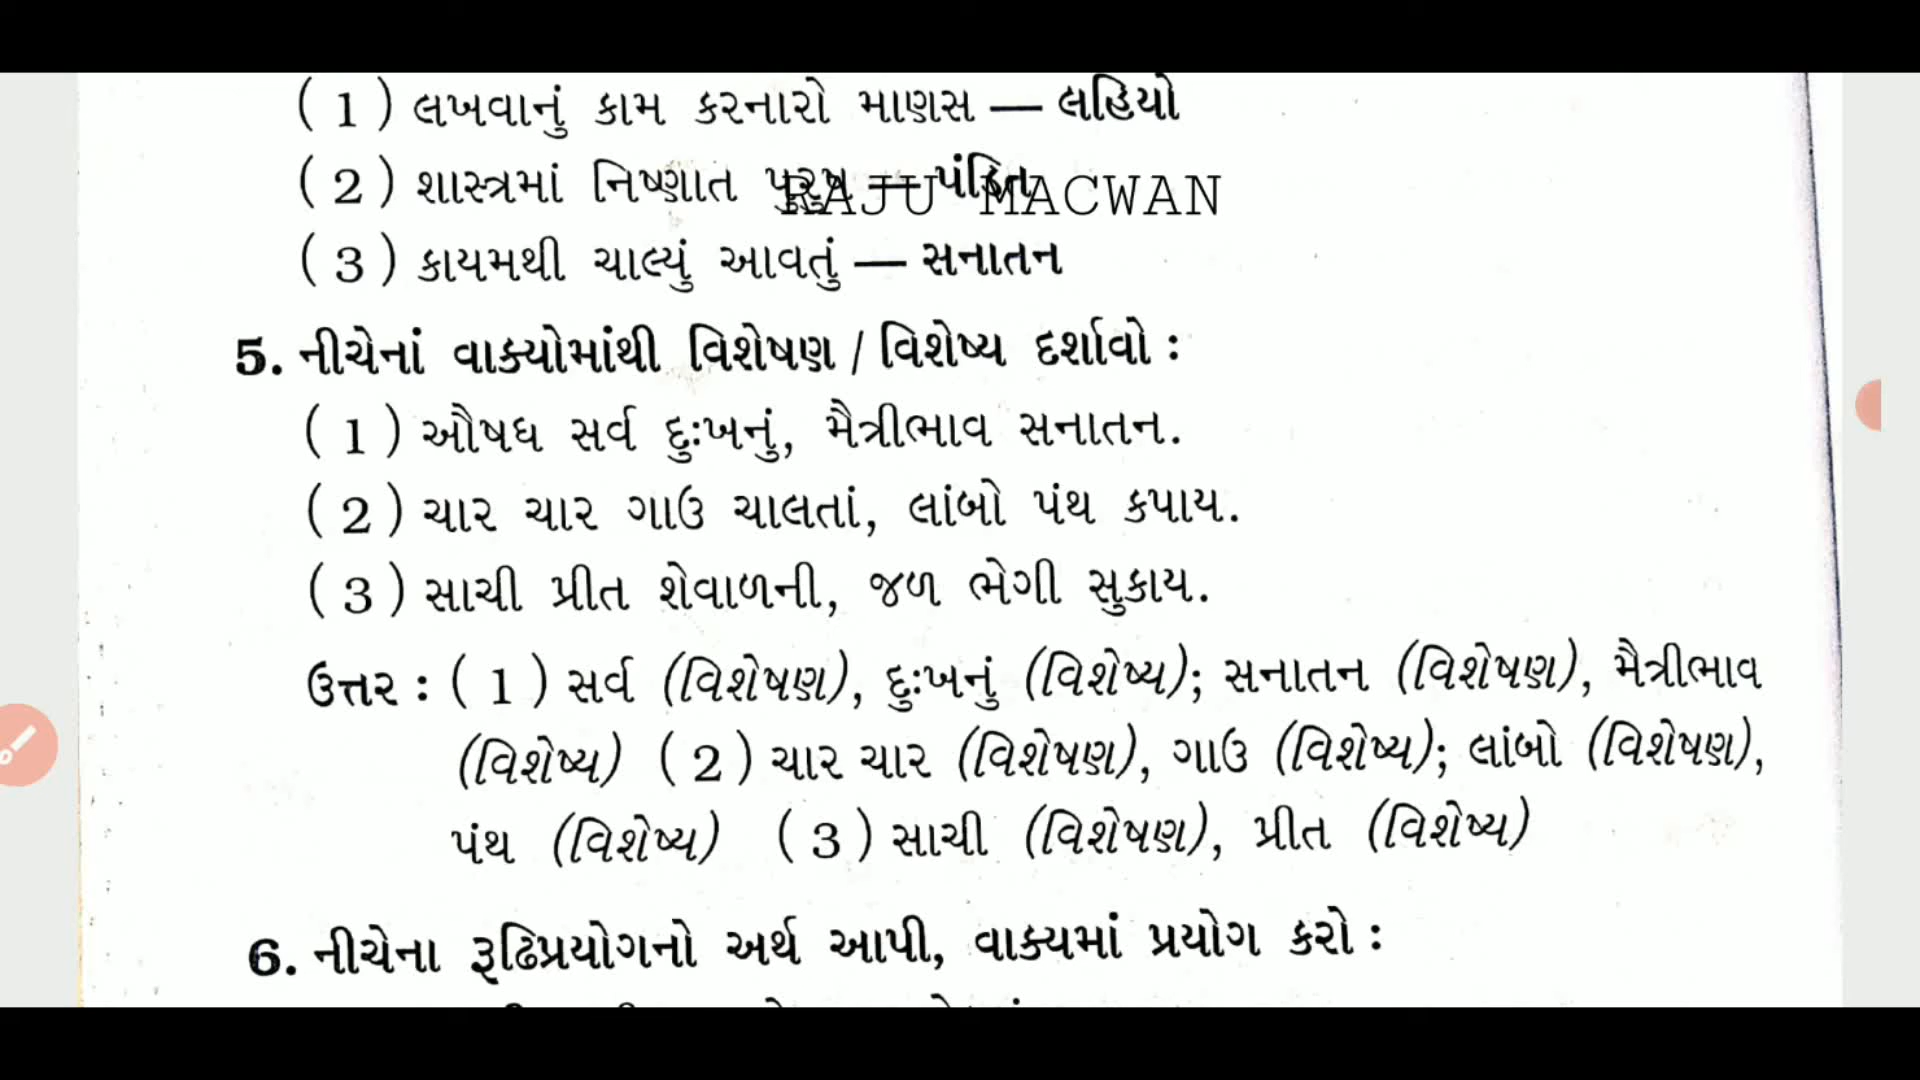 ( 1 ) લખવાનું કામ કરનારો માણસ — લહિયો
( 2 ) શાસ્ત્રમાં નિષ્ણાત પુરુષ — પંડિત
RAJU MACWAN
( 3 ) કાયમથી ચાલ્યું આવતું — સનાતન
5. નીચેનાં વાક્યોમાંથી વિશેષણ / વિશેષ્ય દર્શાવો :
( 1 ) ઔષધ સર્વ દુઃખનું, મૈત્રીભાવ સનાતન.
( 2 ) ચાર ચાર ગાઉ ચાલતાં, લાંબો પંથ કપાય.
( 3 ) સાચી પ્રીત શેવાળની, જળ ભેગી સુકાય.
ઉત્તર : ( 1 ) સર્વ (વિશેષણ), દુઃખનું (વિશેષ્ય); સનાતન (વિશેષણ), મૈત્રીભાવ
(વિશેષ્ય) ( 2 ) ચાર ચાર (વિશેષણ), ગાઉ (વિશેષ્ય); લાંબો (વિશેષણ),
પંથ (વિશેષ્ય) ( 3 ) સાચી (વિશેષણ), પ્રીત (વિશેષ્ય)
6. નીચેના રૂઢિપ્રયોગનો અર્થ આપી, વાક્યમાં પ્રયોગ કરો :